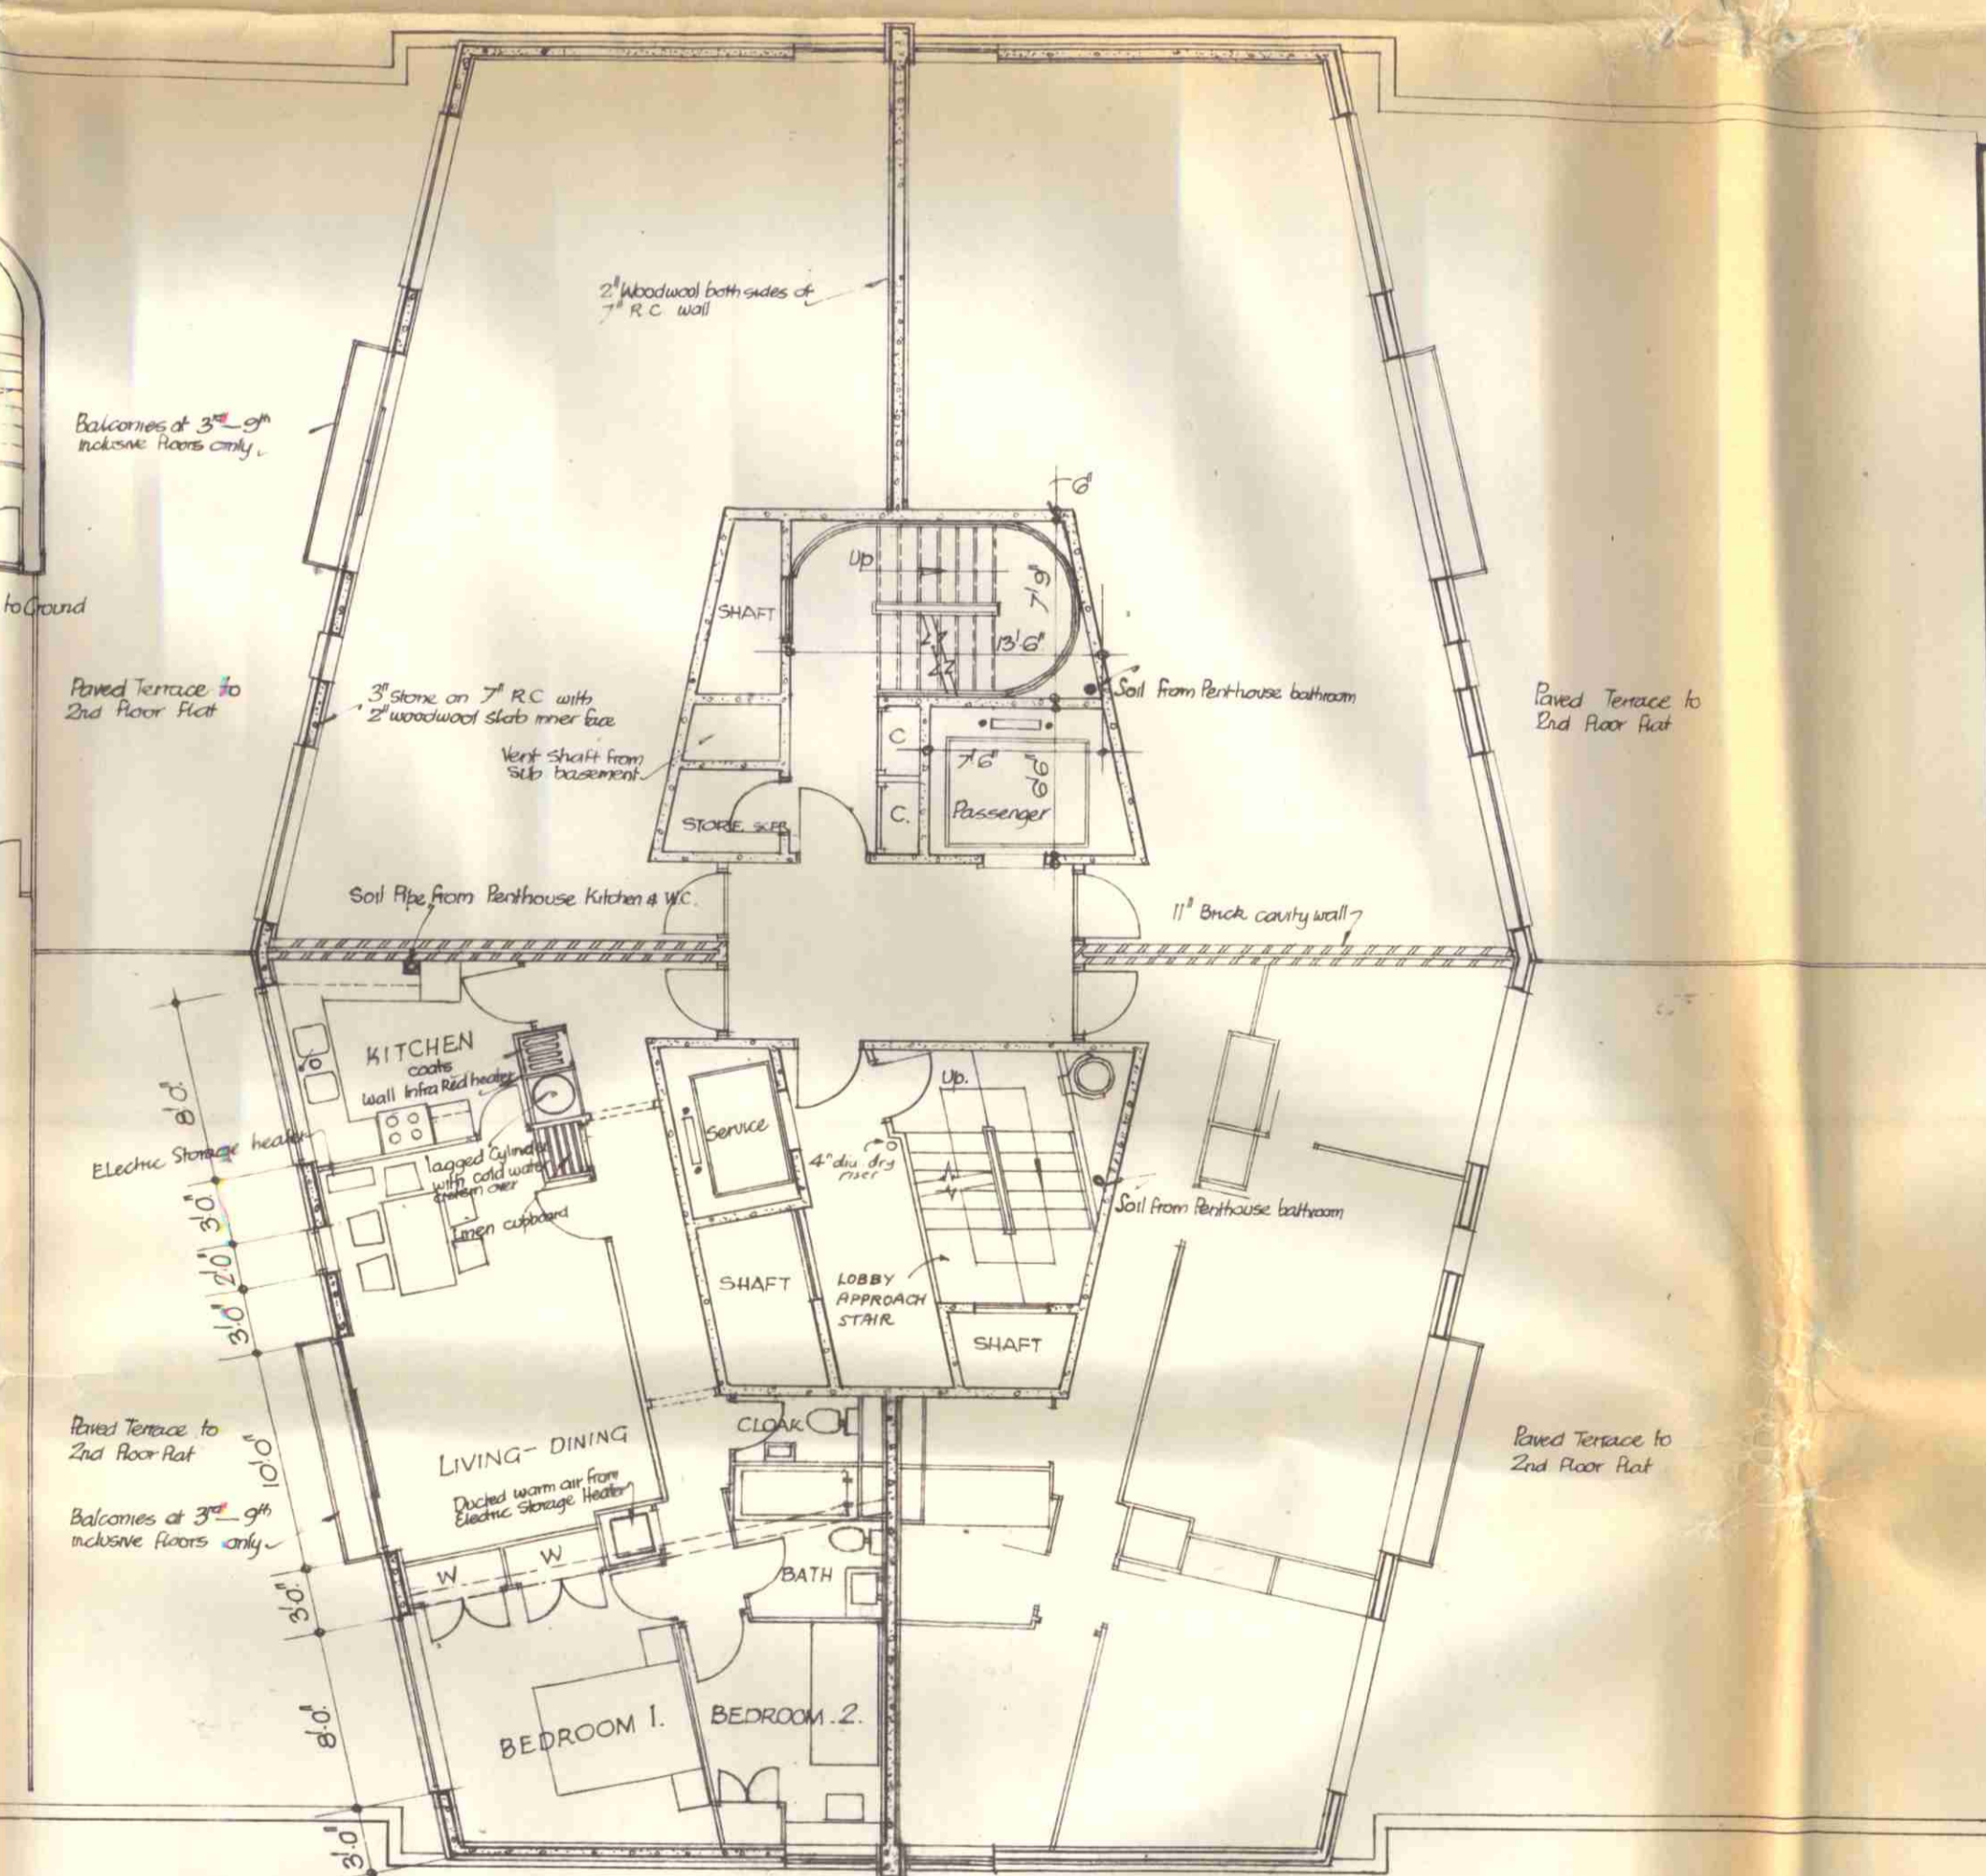 2" Woodwool both sides of
7" R.C. wall
Balconies at 3rd – 9th
inclusive floors only.
6"
Up
7'9"
SHAFT
13'6"
to Ground
Paved Terrace to
2nd Floor Flat
3" stone on 7" R.C with
2" woodwool slab inner face
Soil from Penthouse bathroom
Paved Terrace to
2nd Floor Flat
Vent shaft from
sub basement
C
7'6"
6'6"
STORE
C.
Passenger
Soil Pipe from Penthouse Kitchen & W.C.
11" Brick cavity wall
KITCHEN
coats
wall Infra Red heater
Up.
8'.0".
Service
Electric Storage heater
4" dia. dry
riser
lagged Cylinder
with cold water
cistern over
Soil from Penthouse bathroom
3'.0"
Linen cupboard
2'.0"
SHAFT
LOBBY
APPROACH
STAIR
3'.0"
SHAFT
Paved Terrace to
2nd Floor Flat
CLOAK
LIVING – DINING
10'.0"
Paved Terrace to
2nd Floor Flat
Ducted warm air from
Electric Storage Heater
Balconies at 3rd – 9th
inclusive floors only
W
W
BATH
3'.0".
8'.0".
BEDROOM 1.
BEDROOM .2.
3'.0"